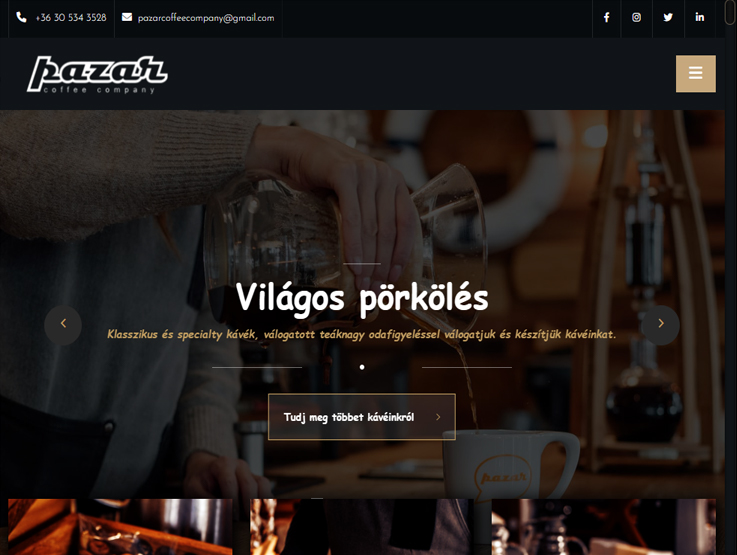 +36 30 534 3528
pazarcoffeecompany@gmail.com
pazar
coffee company
Világos pörkölés
Klasszikus és specialty kávék, válogatott teáknagy odafigyeléssel válogatjuk és készítjük kávéinkat.
Tudj meg többet kávéinkról
pazar